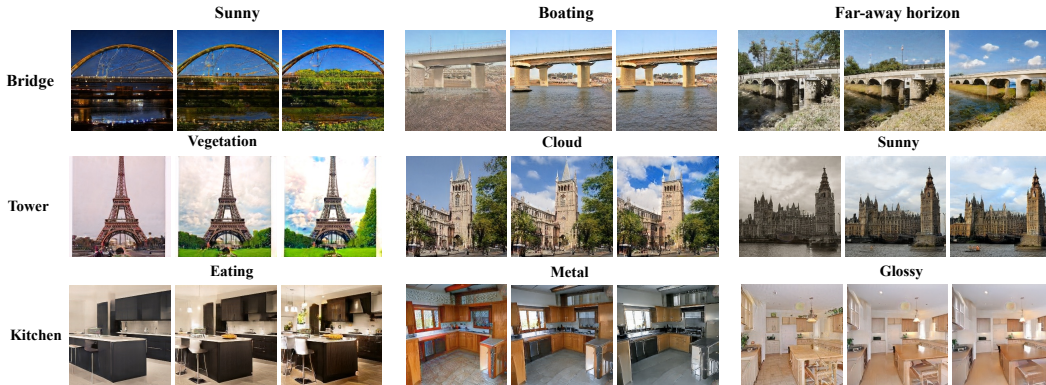 Sunny Boating Far-away horizon
Bridge
Vegetation Cloud Sunny
Tower
Eating Metal Glossy
Kitchen